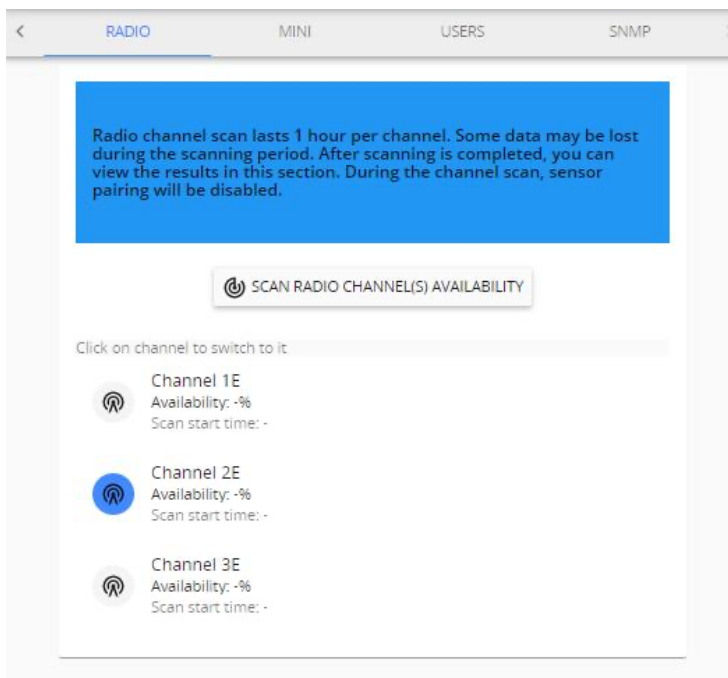 RADIO MINI USERS SNMP
Radio channel scan lasts 1 hour per channel. Some data may be lost
during the scanning period. After scanning is completed, you can
view the results in this section. During the channel scan, sensor
pairing will be disabled.
SCAN RADIO CHANNEL(S) AVAILABILITY
Click on channel to switch to it
Channel 1E
Availability: -%
Scan start time: -
Channel 2E
Availability: -%
Scan start time: -
Channel 3E
Availability: -%
Scan start time: -